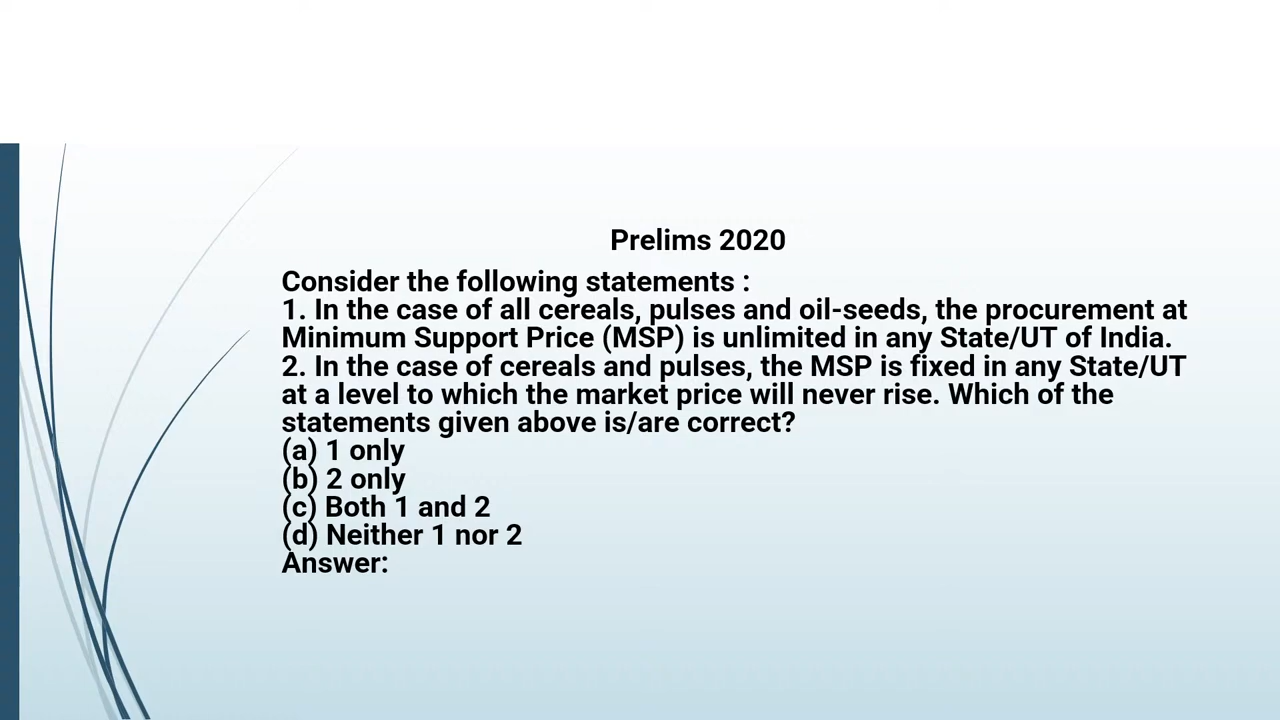 Prelims 2020
Consider the following statements :
1. In the case of all cereals, pulses and oil-seeds, the procurement at
Minimum Support Price (MSP) is unlimited in any State/UT of India.
2. In the case of cereals and pulses, the MSP is fixed in any State/UT
at a level to which the market price will never rise. Which of the
statements given above is/are correct?
(a) 1 only
(b) 2 only
(c) Both 1 and 2
(d) Neither 1 nor 2
Answer: